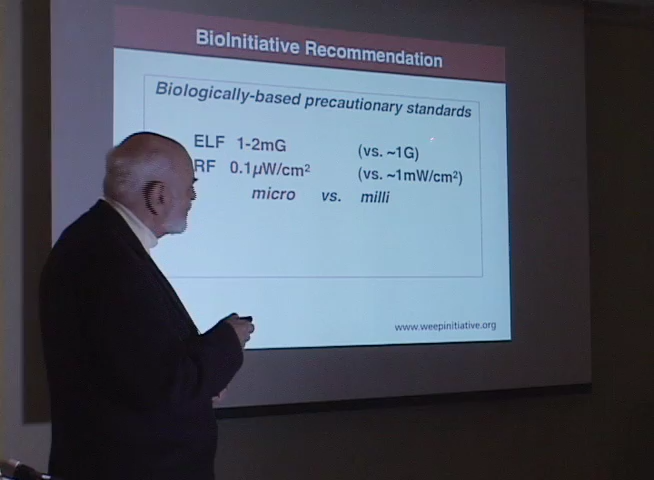 BioInitiative Recommendation
Biologically-based precautionary standards
ELF 1-2mG (vs. ~1G)
RF 0.1µW/cm² (vs. ~1mW/cm²)
micro vs. milli
www.weepinitiative.org